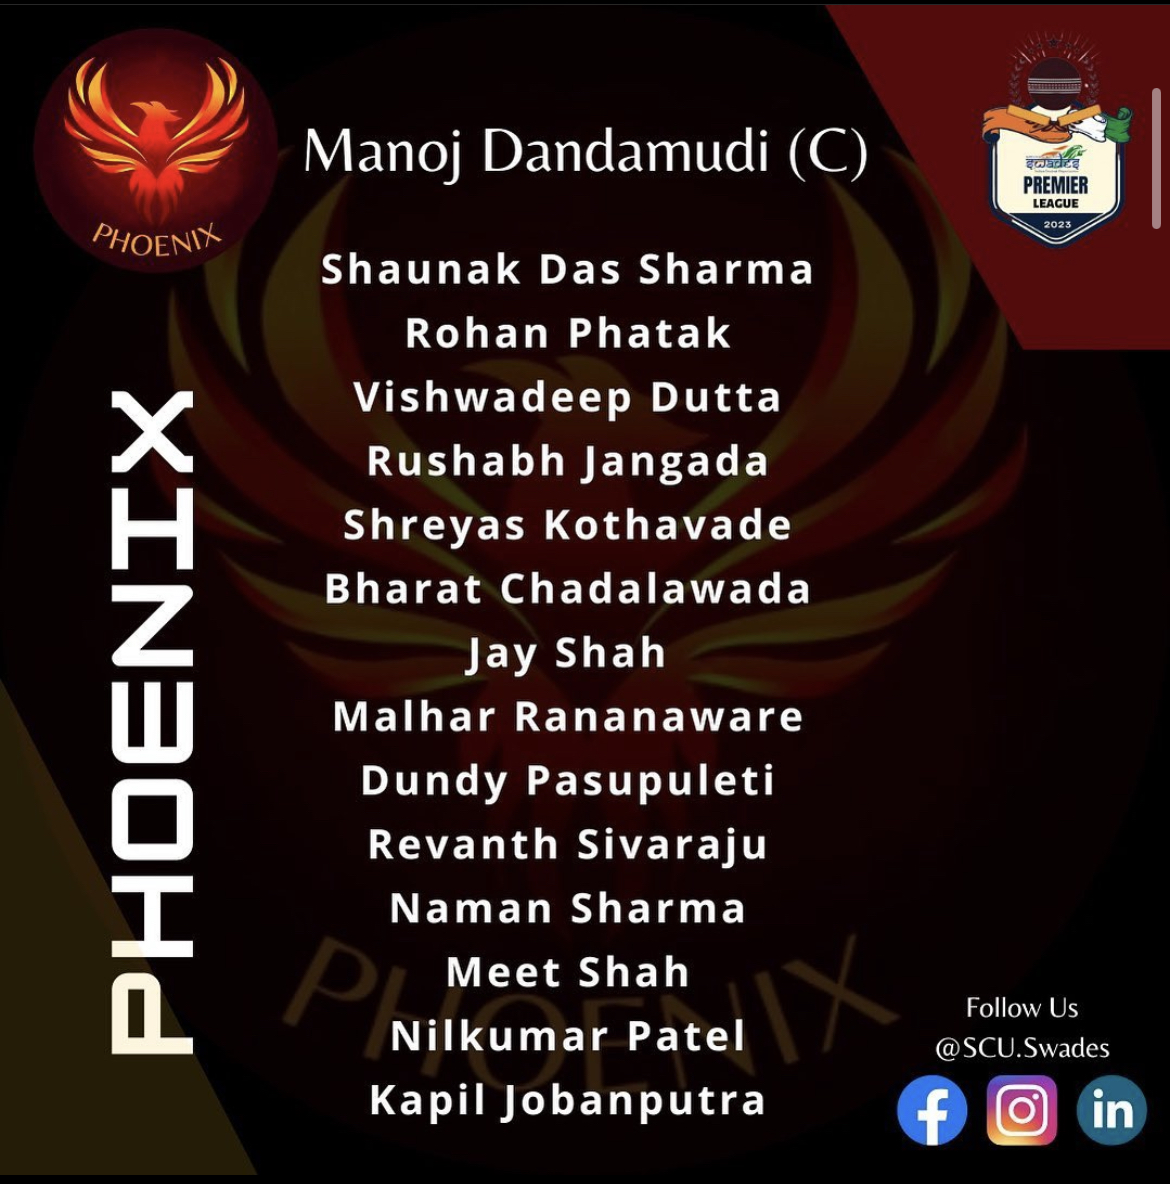 PHOENIX
Manoj Dandamudi (C)
swades
PREMIER
LEAGUE
2023
Shaunak Das Sharma
Rohan Phatak
Vishwadeep Dutta
Rushabh Jangada
Shreyas Kothavade
Bharat Chadalawada
Jay Shah
Malhar Rananaware
Dundy Pasupuleti
Revanth Sivaraju
Naman Sharma
Meet Shah
Nilkumar Patel
Kapil Jobanputra
PHOENIX
PHOENIX
Follow Us
@SCU.Swades
f
in